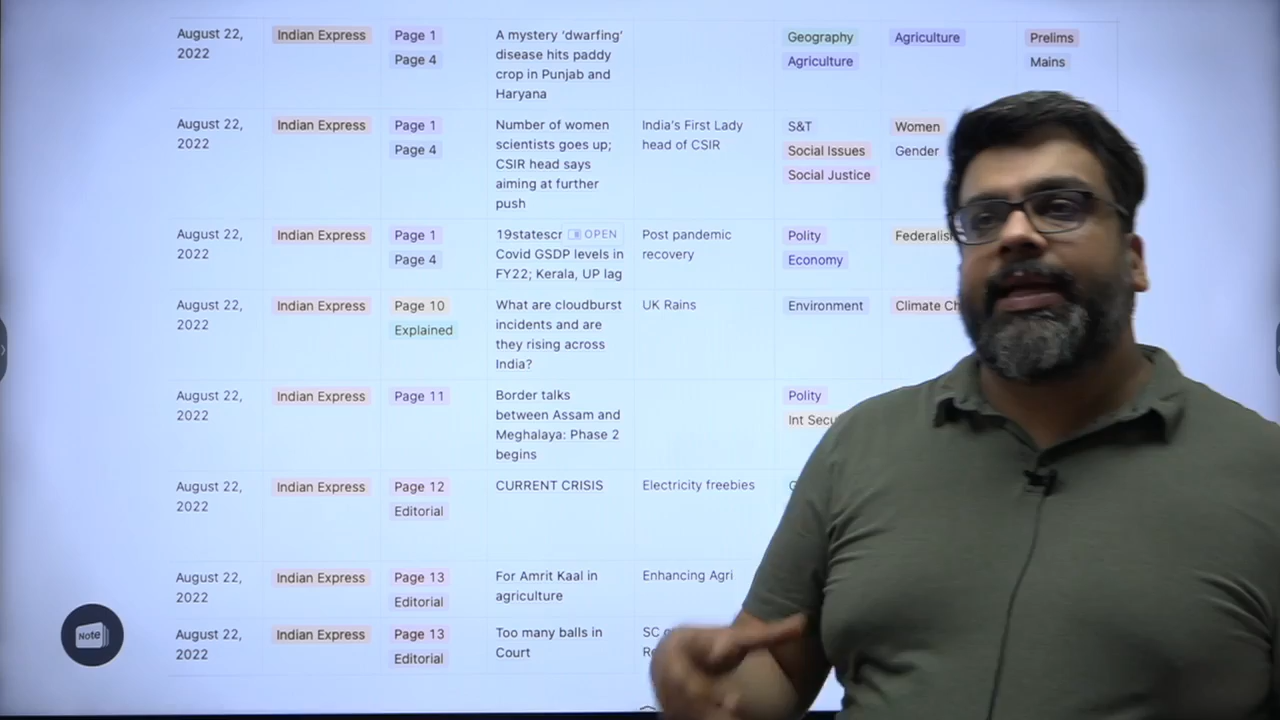 August 22, Indian Express Page 1 A mystery ‘dwarfing’ Geography Agriculture Prelims
2022 Page 4 disease hits paddy Agriculture Mains
crop in Punjab and
Haryana
August 22, Indian Express Page 1 Number of women India's First Lady S&T Women
2022 Page 4 scientists goes up; head of CSIR Social Issues Gender
CSIR head says Social Justice
aiming at further
push
August 22, Indian Express Page 1 19statescr OPEN Post pandemic Polity
2022 Page 4 Covid GSDP levels in recovery Economy
FY22; Kerala, UP lag
August 22, Indian Express Page 10 What are cloudburst UK Rains Environment Climate
2022 Explained incidents and are
they rising across
India?
August 22, Indian Express Page 11 Border talks Polity
2022 between Assam and Int
Meghalaya: Phase 2
begins
August 22, Indian Express Page 12 CURRENT CRISIS Electricity freebies
2022 Editorial
August 22, Indian Express Page 13 For Amrit Kaal in Enhancing Agri
2022 Editorial agriculture
August 22, Indian Express Page 13 Too many balls in SC
2022 Editorial Court
Note